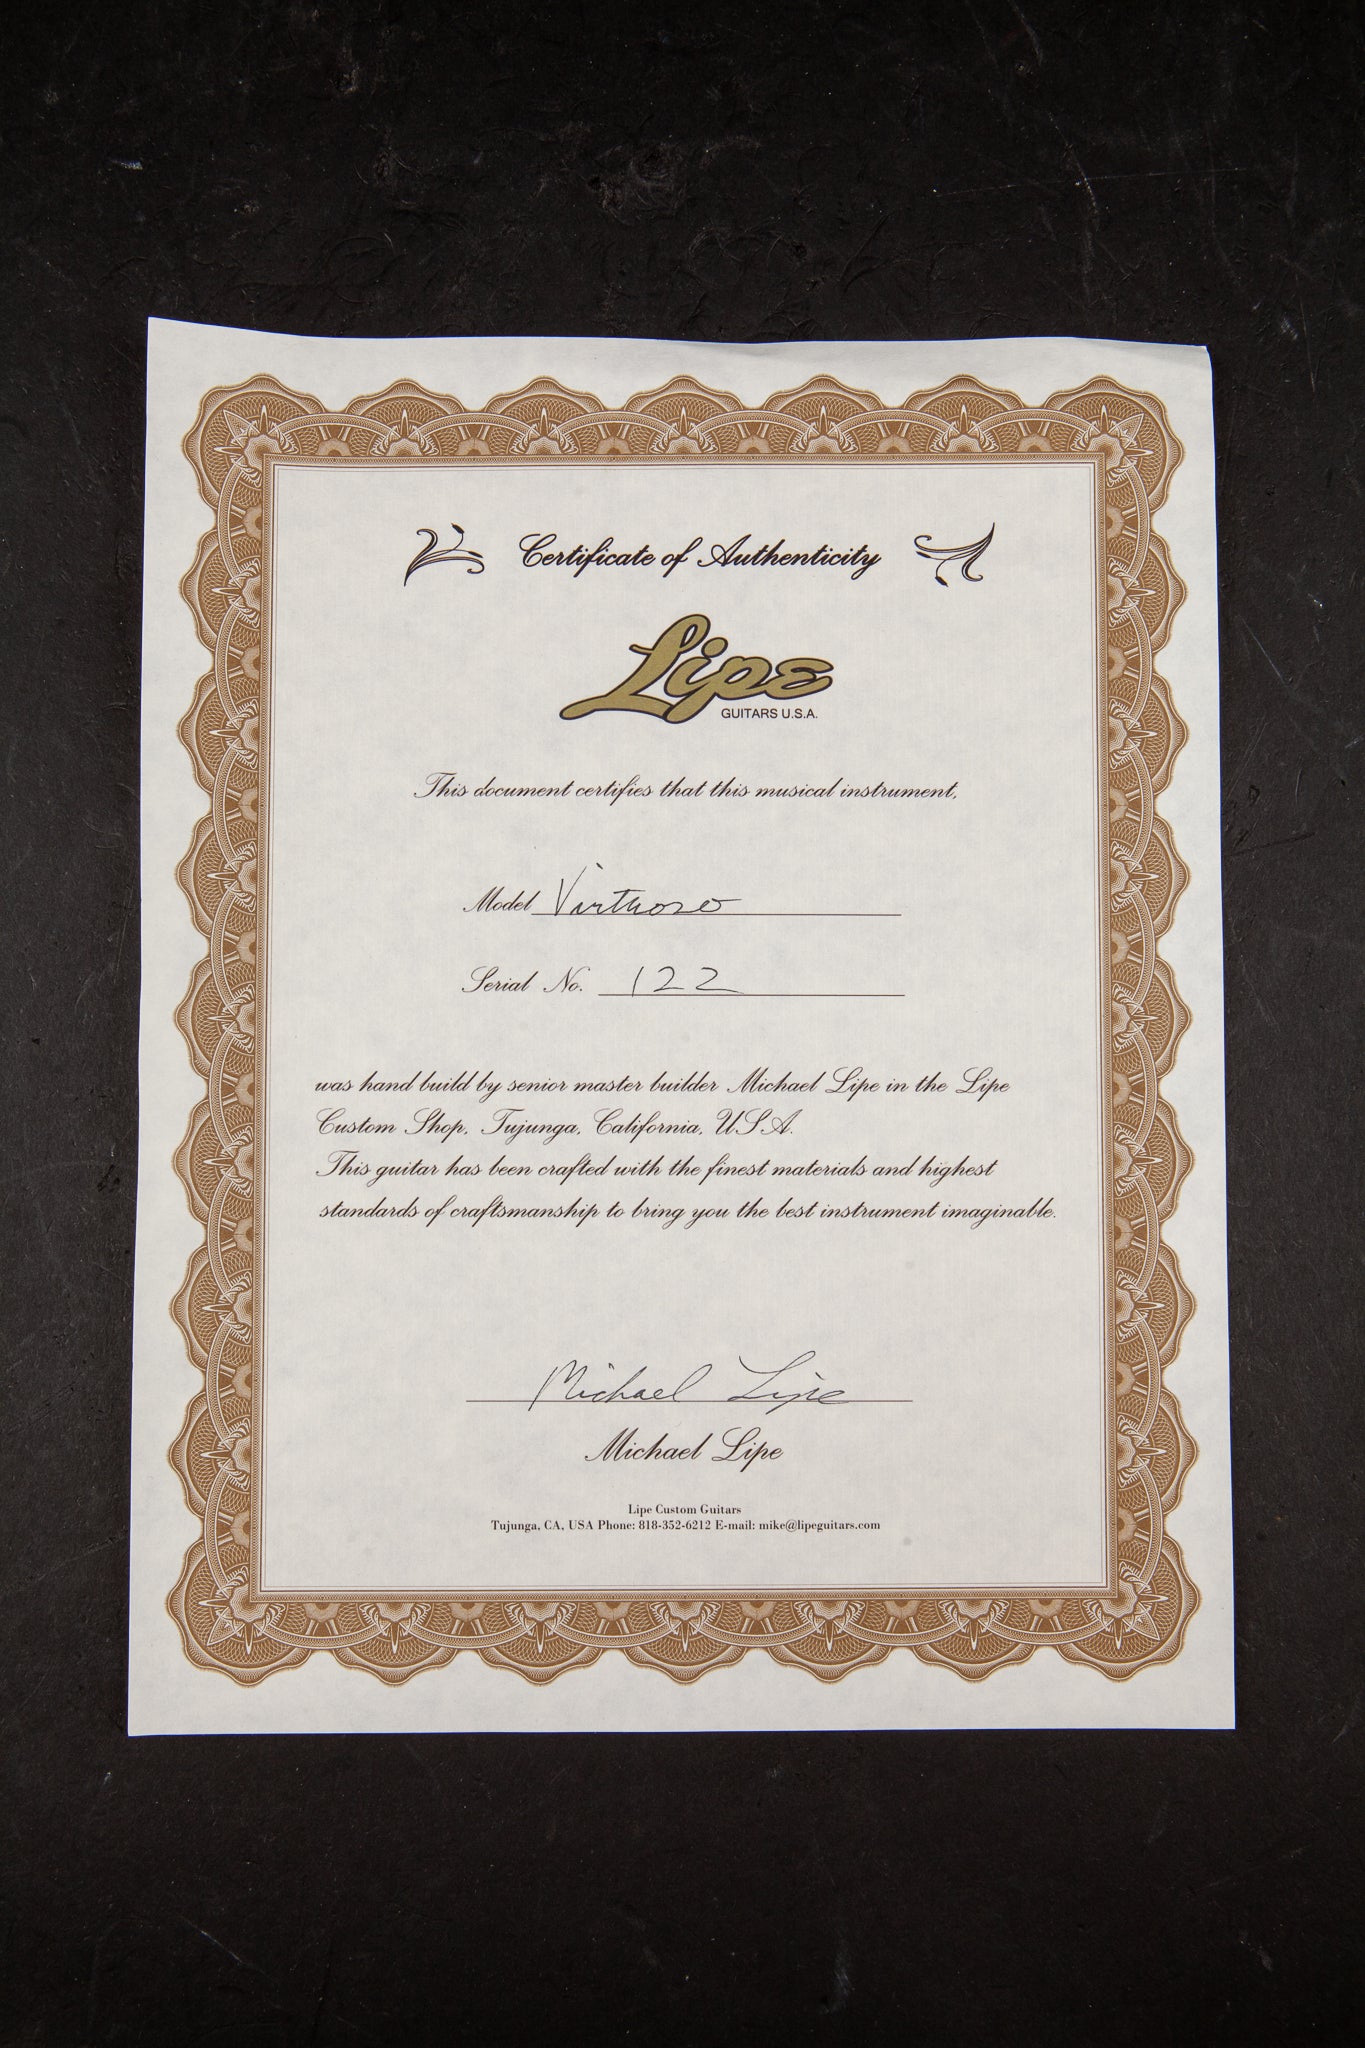 Certificate of Authenticity
Lipe
GUITARS U.S.A.
This document certifies that this musical instrument,
Model Virtuoso
Serial No. 122
was hand build by senior master builder Michael Lipe in the Lipe
Custom Shop, Tujunga, California, U.S.A.
This guitar has been crafted with the finest materials and highest
standards of craftsmanship to bring you the best instrument imaginable.
Michael Lipe
Michael Lipe
Lipe Custom Guitars
Tujunga, CA, USA Phone: 818-352-6212 E-mail: mike@lipeguitars.com